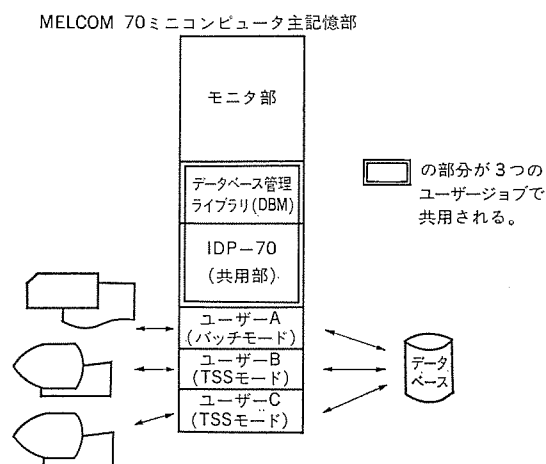 MELCOM 70ミニコンピュータ主記憶部
モニタ部
データベース管理
ライブラリ(DBM)
IDP-70
(共用部)
ユーザーA
(バッチモード)
ユーザーB
(TSSモード)
ユーザーC
(TSSモード)
データ
ベース
の部分が3つの
ユーザージョブで
共用される。